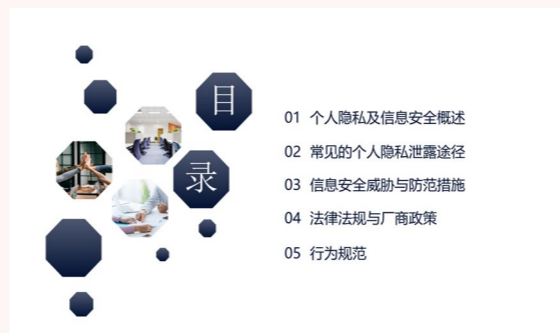 目
录
01 个人隐私及信息安全概述
02 常见的个人隐私泄露途径
03 信息安全威胁与防范措施
04 法律法规与厂商政策
05 行为规范